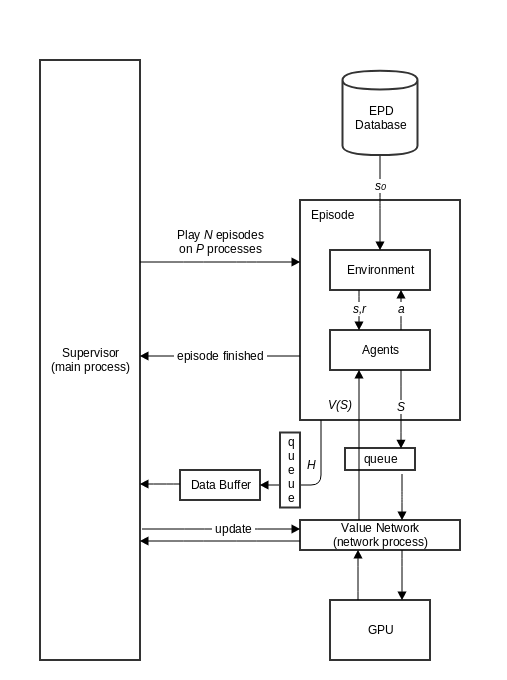 EPD
Database
s₀
Episode
Play N episodes
on P processes
Environment
s,r
a
Supervisor
(main process)
episode finished
Agents
V(S)
S
queue
H
queue
Data Buffer
update
Value Network
(network process)
GPU